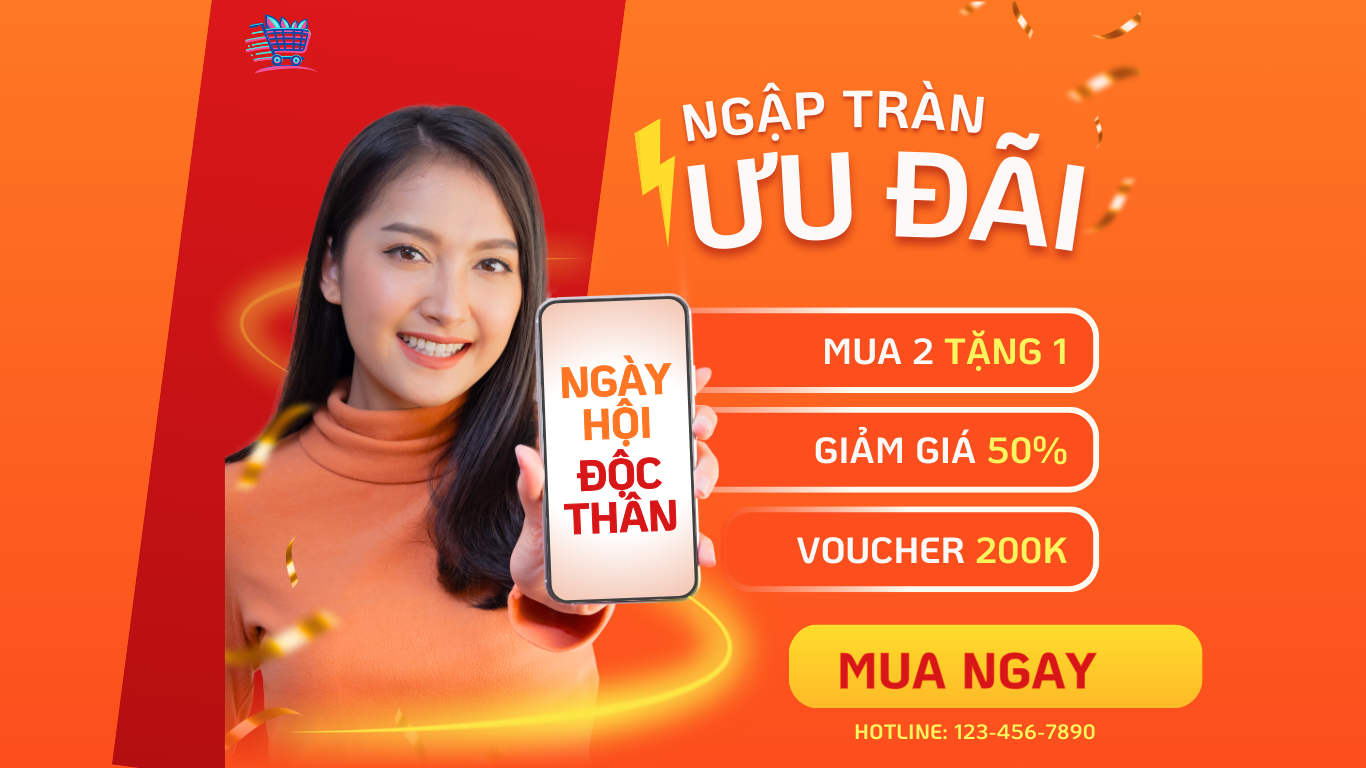 NGẬP TRÀN
ƯU ĐÃI
NGÀY
HỘI
ĐỘC
THÂN
MUA 2 TẶNG 1
GIẢM GIÁ 50%
VOUCHER 200K
MUA NGAY
HOTLINE: 123-456-7890